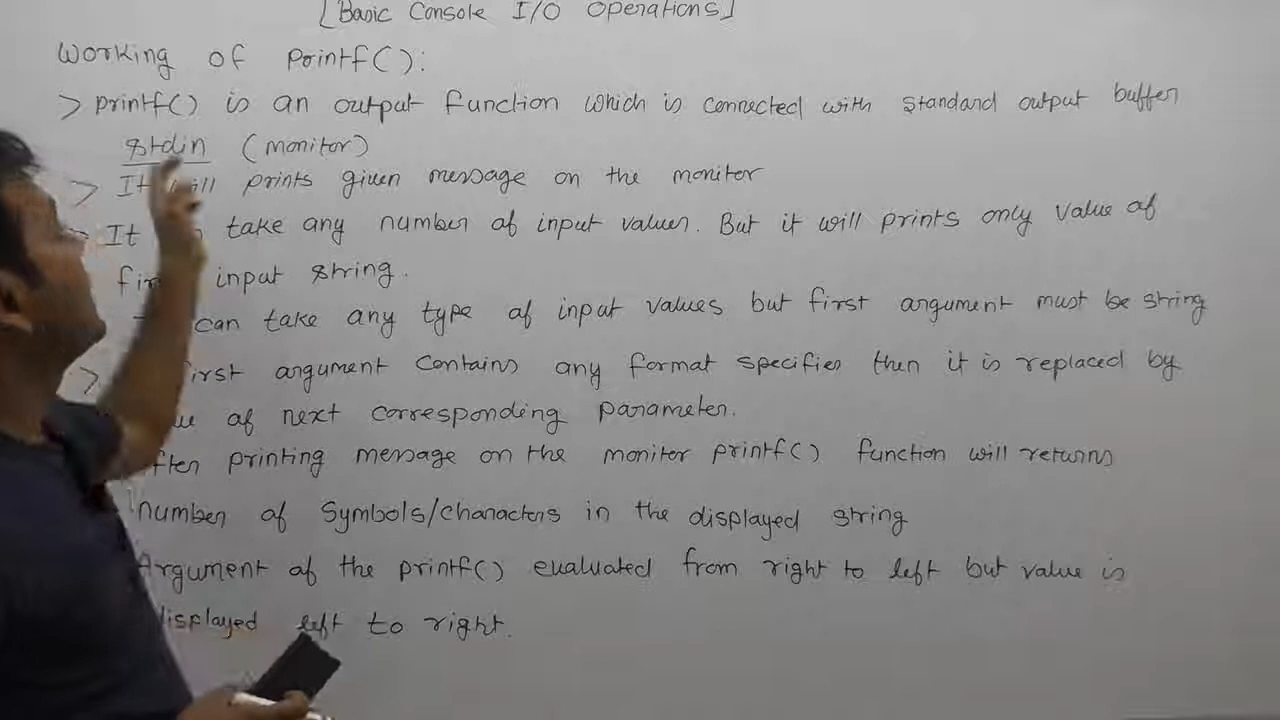 [Basic Console I/O Operations]
Working of printf():
> printf() is an output function which is connected with standard output buffer
stdin (monitor)
> It will prints given message on the monitor
It take any number of input values. But it will prints only value of
input string.
can take any type of input values but first argument must be string
> first argument contains any format specifier then it is replaced by
of next corresponding parameter.
printing message on the monitor printf() function will returns
number of symbols/characters in the displayed string
Argument of the printf() evaluated from right to left but value is
displayed left to right.